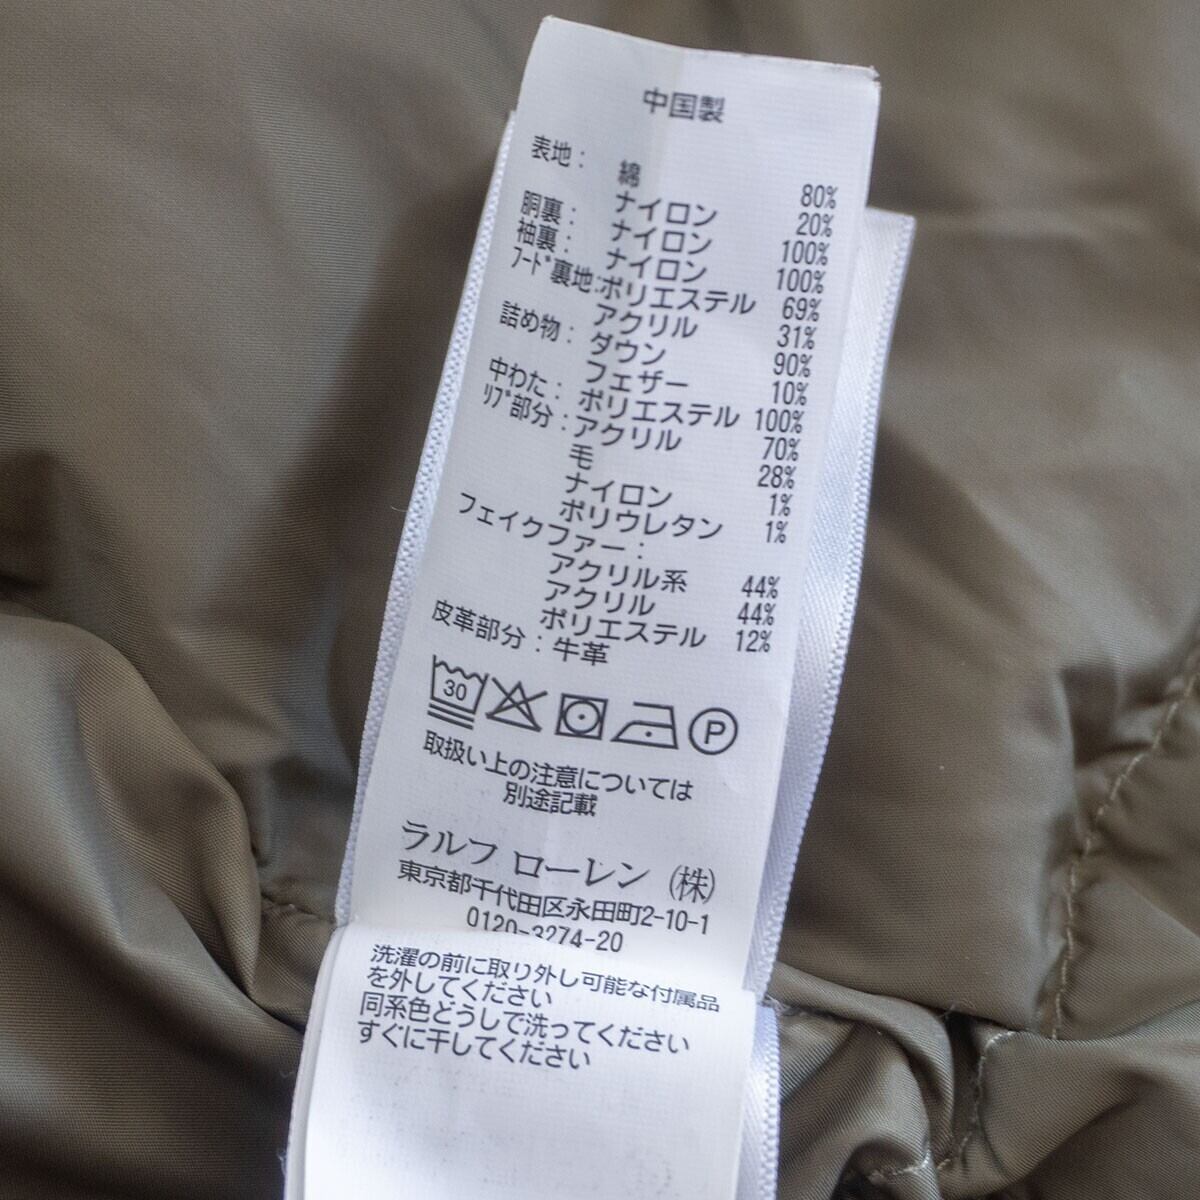 中国製
表地: 綿 80%
ナイロン 20%
胴裏: ナイロン 100%
袖裏: ナイロン 100%
フード裏地:ポリエステル 69%
アクリル 31%
詰め物: ダウン 90%
フェザー 10%
中わた: ポリエステル 100%
リブ部分:アクリル 70%
毛 28%
ナイロン 1%
ポリウレタン 1%
フェイクファー:
アクリル系 44%
アクリル 44%
ポリエステル 12%
皮革部分:牛革
30 P
取扱い上の注意については
別途記載
ラルフ ローレン (株)
東京都千代田区永田町2-10-1
0120-3274-20
洗濯の前に取り外し可能な付属品
を外してください
同系色どうしで洗ってください
すぐに干してください